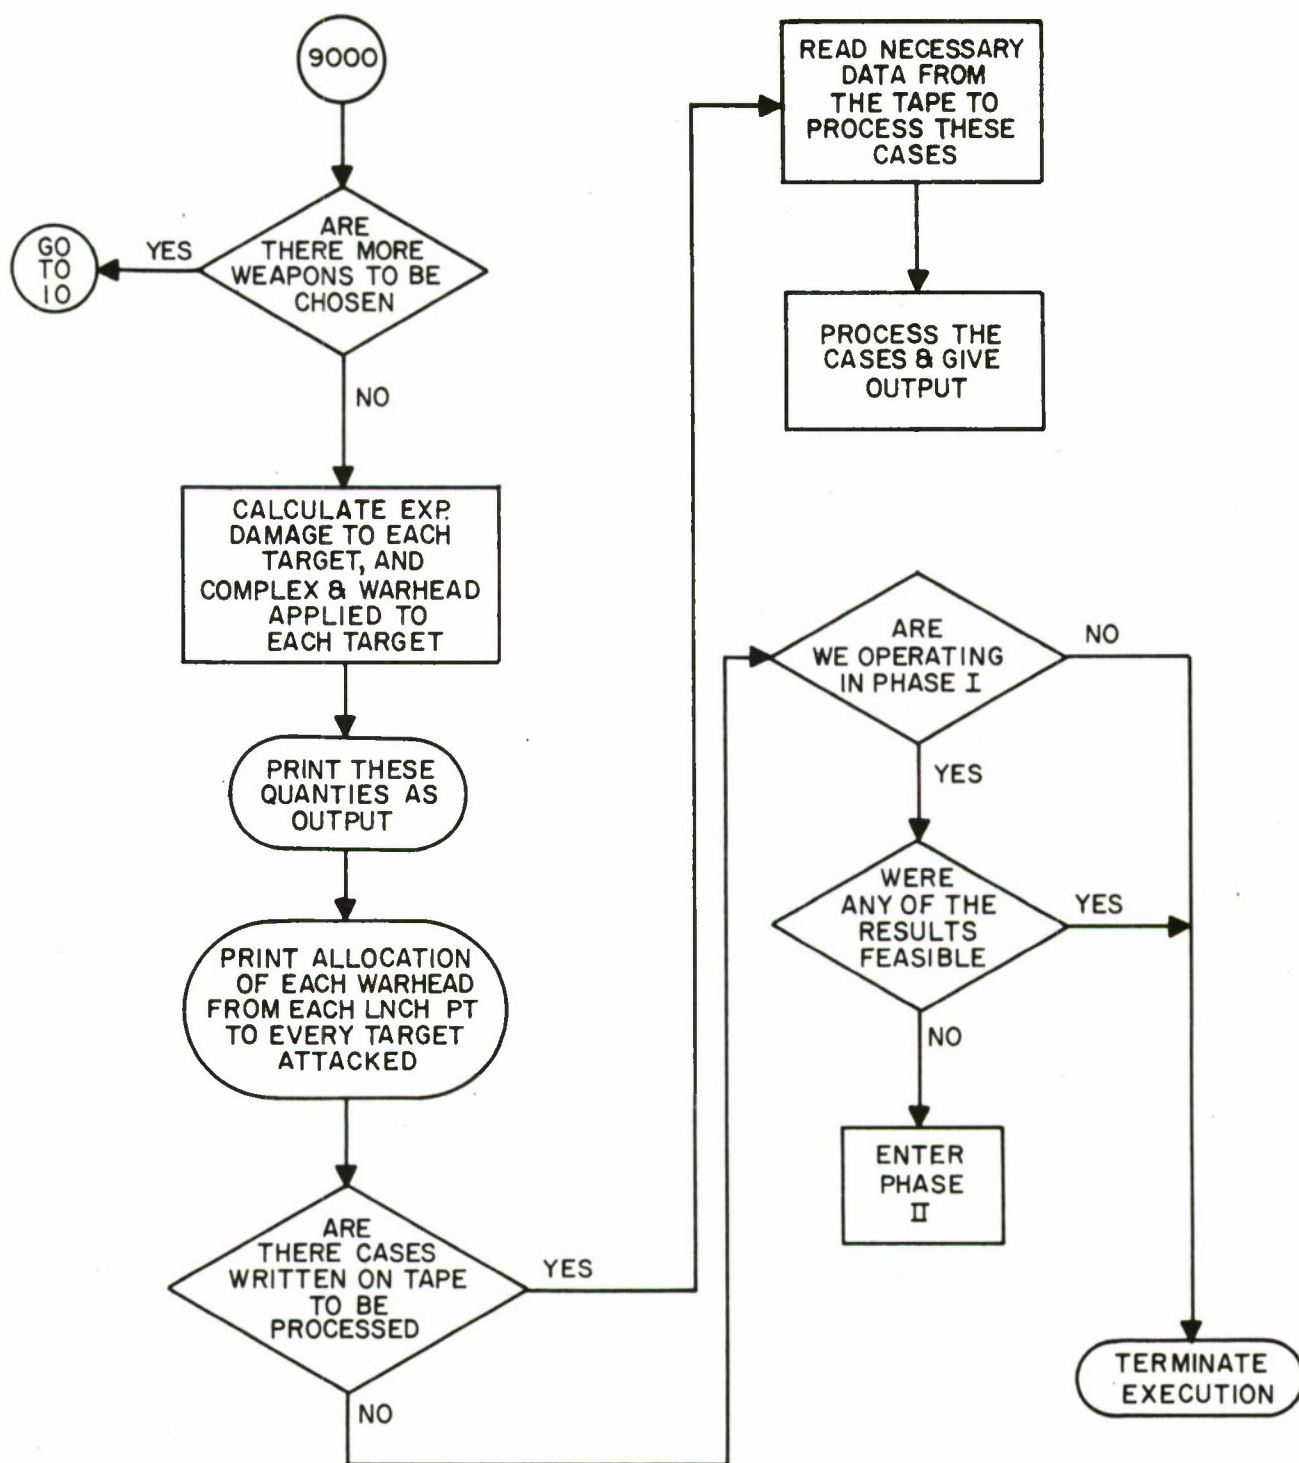 9000
ARE
THERE MORE
WEAPONS TO BE
CHOSEN
YES
GO
TO
10
NO
CALCULATE EXP.
DAMAGE TO EACH
TARGET, AND
COMPLEX & WARHEAD
APPLIED TO
EACH TARGET
PRINT THESE
QUANTIES AS
OUTPUT
PRINT ALLOCATION
OF EACH WARHEAD
FROM EACH LNCH PT
TO EVERY TARGET
ATTACKED
ARE
THERE CASES
WRITTEN ON TAPE
TO BE
PROCESSED
YES
NO
READ NECESSARY
DATA FROM
THE TAPE TO
PROCESS THESE
CASES
PROCESS THE
CASES & GIVE
OUTPUT
ARE
WE OPERATING
IN PHASE I
NO
YES
WERE
ANY OF THE
RESULTS
FEASIBLE
YES
NO
ENTER
PHASE
II
TERMINATE
EXECUTION